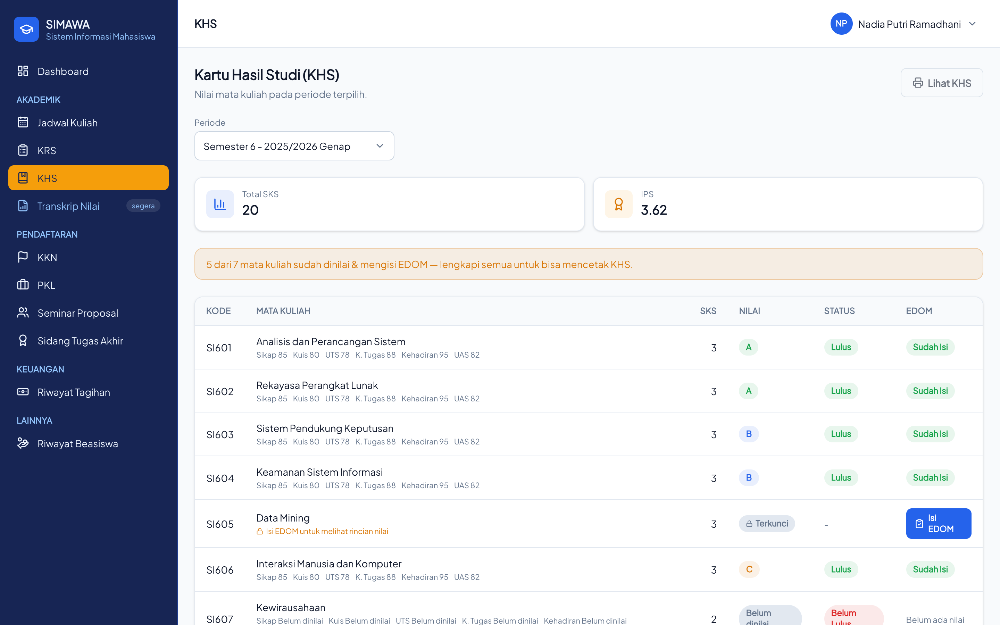 SIMAWA
Sistem Informasi Mahasiswa
Dashboard
AKADEMIK
Jadwal Kuliah
KRS
KHS
Transkrip Nilai segera
PENDAFTARAN
KKN
PKL
Seminar Proposal
Sidang Tugas Akhir
KEUANGAN
Riwayat Tagihan
LAINNYA
Riwayat Beasiswa
KHS
NP Nadia Putri Ramadhani
Kartu Hasil Studi (KHS)
Nilai mata kuliah pada periode terpilih.
Lihat KHS
Periode
Semester 6 - 2025/2026 Genap
Total SKS
20
IPS
3.62
5 dari 7 mata kuliah sudah dinilai & mengisi EDOM — lengkapi semua untuk bisa mencetak KHS.
KODE MATA KULIAH SKS NILAI STATUS EDOM
SI601 Analisis dan Perancangan Sistem 3 A Lulus Sudah Isi
Sikap 85 Kuis 80 UTS 78 K. Tugas 88 Kehadiran 95 UAS 82
SI602 Rekayasa Perangkat Lunak 3 A Lulus Sudah Isi
Sikap 85 Kuis 80 UTS 78 K. Tugas 88 Kehadiran 95 UAS 82
SI603 Sistem Pendukung Keputusan 3 B Lulus Sudah Isi
Sikap 85 Kuis 80 UTS 78 K. Tugas 88 Kehadiran 95 UAS 82
SI604 Keamanan Sistem Informasi 3 B Lulus Sudah Isi
Sikap 85 Kuis 80 UTS 78 K. Tugas 88 Kehadiran 95 UAS 82
SI605 Data Mining 3 Terkunci - Isi EDOM
Isi EDOM untuk melihat rincian nilai
SI606 Interaksi Manusia dan Komputer 3 C Lulus Sudah Isi
Sikap 85 Kuis 80 UTS 78 K. Tugas 88 Kehadiran 95 UAS 82
SI607 Kewirausahaan 2 Belum dinilai Belum Lulus Belum ada nilai
Sikap Belum dinilai Kuis Belum dinilai UTS Belum dinilai K. Tugas Belum dinilai Kehadiran Belum dinilai